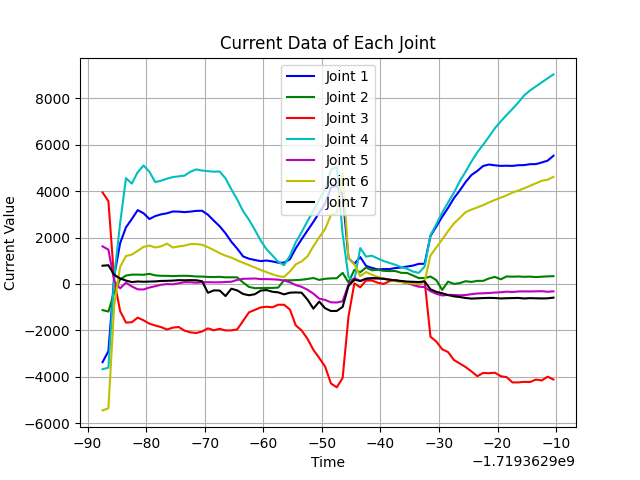 Current Data of Each Joint
Joint 1
Joint 2
Joint 3
Joint 4
Joint 5
Joint 6
Joint 7
Current Value
8000
6000
4000
2000
0
−2000
−4000
−6000
−90 −80 −70 −60 −50 −40 −30 −20 −10
Time
−1.7193629e9